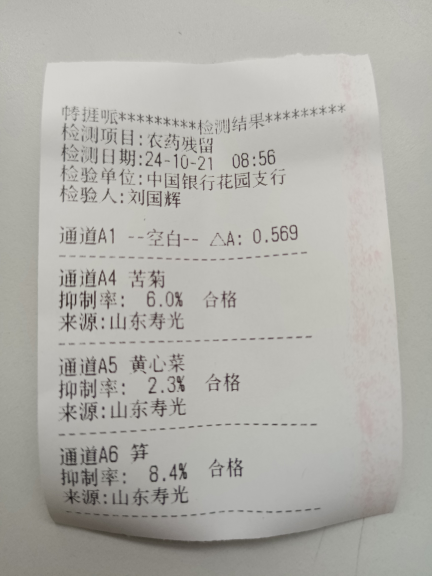 特捱哌*********检测结果*********
检测项目:农药残留
检测日期:24-10-21 08:56
检验单位:中国银行花园支行
检验人:刘国辉
通道A1 --空白-- △A: 0.569
通道A4 苦菊
抑制率: 6.0% 合格
来源:山东寿光
通道A5 黄心菜
抑制率: 2.3% 合格
来源:山东寿光
通道A6 笋
抑制率: 8.4% 合格
来源:山东寿光